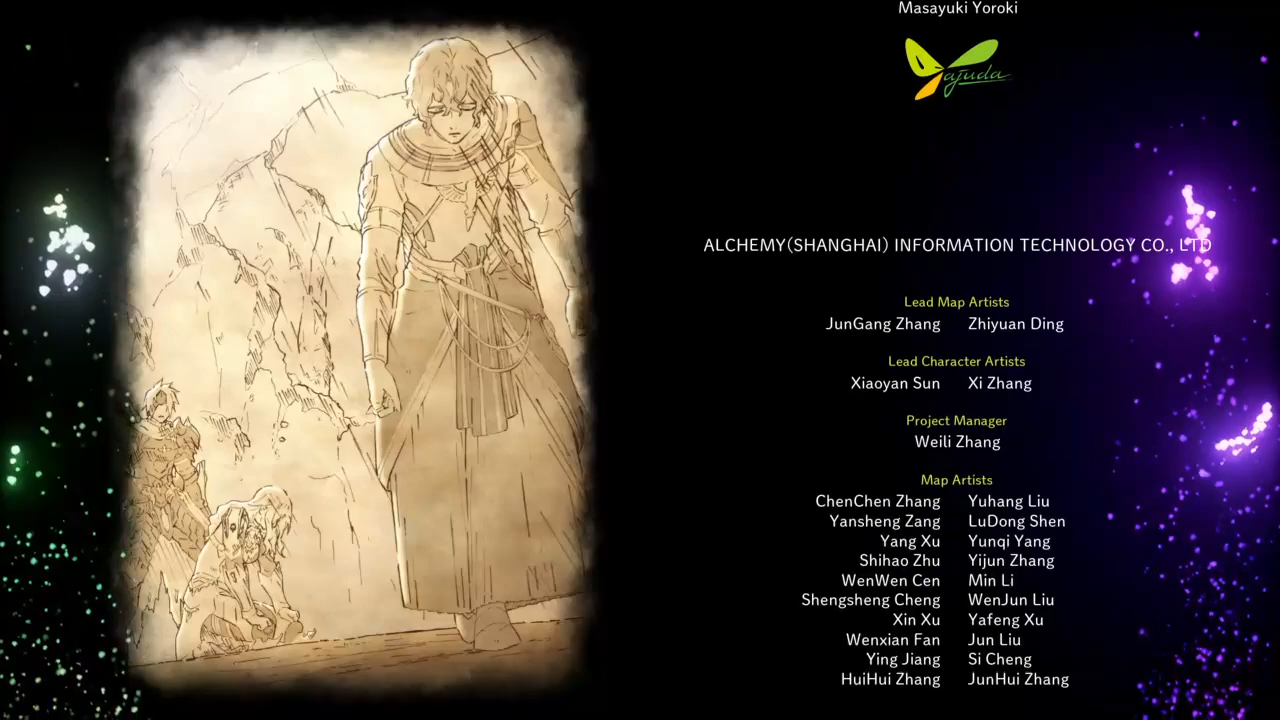 Masayuki Yoroki
yajuda
ALCHEMY(SHANGHAI) INFORMATION TECHNOLOGY CO., LTD
Lead Map Artists
JunGang Zhang Zhiyuan Ding
Lead Character Artists
Xiaoyan Sun Xi Zhang
Project Manager
Weili Zhang
Map Artists
ChenChen Zhang Yuhang Liu
Yansheng Zang LuDong Shen
Yang Xu Yunqi Yang
Shihao Zhu Yijun Zhang
WenWen Cen Min Li
Shengsheng Cheng WenJun Liu
Xin Xu Yafeng Xu
Wenxian Fan Jun Liu
Ying Jiang Si Cheng
HuiHui Zhang JunHui Zhang